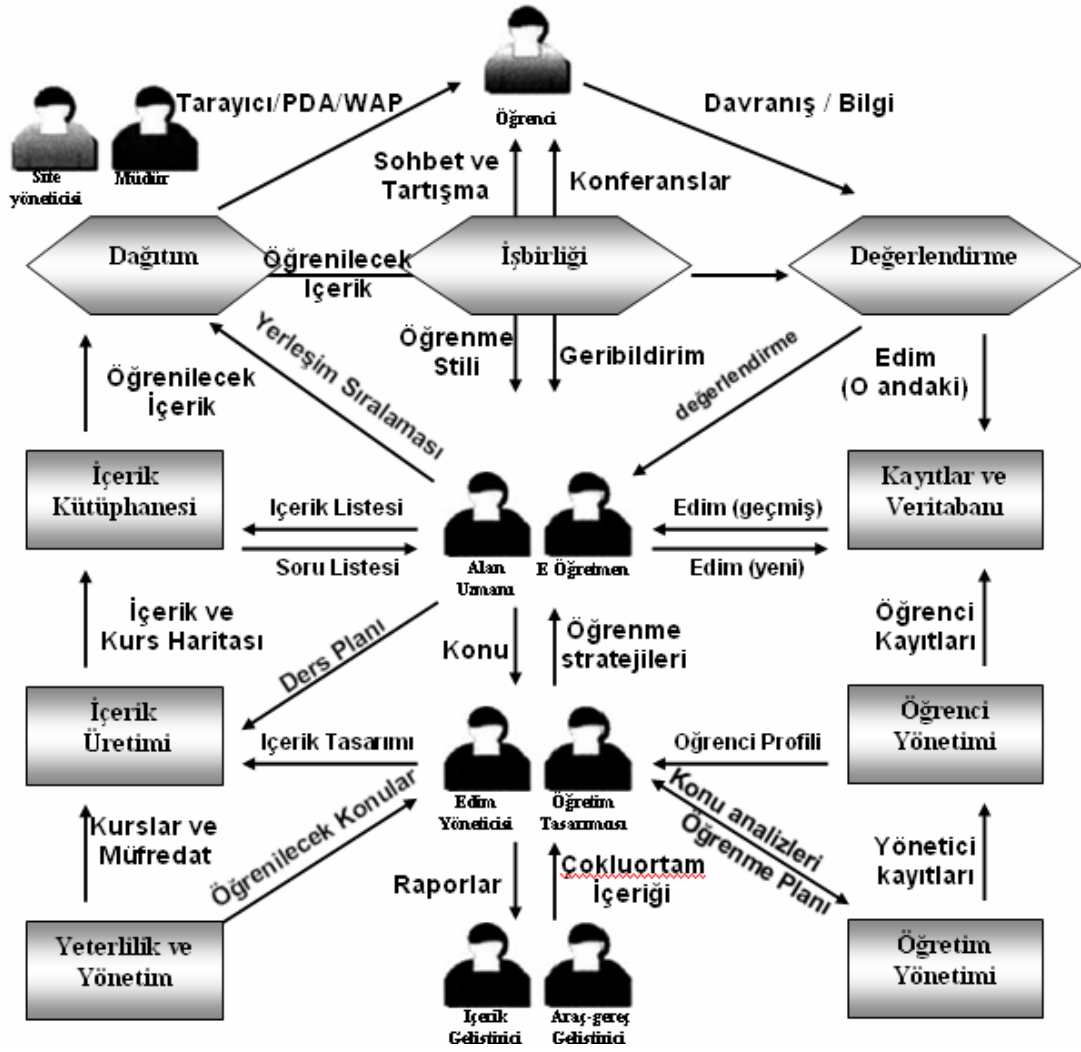 Öğrenci
Tarayıcı/PDA/WAP
Davranış / Bilgi
Site
yöneticisi
Müdür
Sohbet ve
Tartışma
Konferanslar
Dağıtım
Öğrenilecek
İçerik
İşbirliği
Değerlendirme
Öğrenilecek
İçerik
Yerleşim Sıralaması
Öğrenme
Stili
Geribildirim
değerlendirme
Edim
(O andaki)
İçerik
Kütüphanesi
İçerik Listesi
Soru Listesi
Alan
Uzmanı
E Öğretmen
Edim (geçmiş)
Edim (yeni)
Kayıtlar ve
Veritabanı
İçerik ve
Kurs Haritası
Ders Planı
Konu
Öğrenme
stratejileri
Öğrenci
Kayıtları
İçerik
Üretimi
İçerik Tasarımı
Edim
Yöneticisi
Öğretim
Tasarımcısı
Öğrenci Profili
Öğrenci
Yönetimi
Kurslar ve
Müfredat
Öğrenilecek Konular
Raporlar
Çokluortam
İçeriği
Konu analizleri
Öğrenme Planı
Yönetici
kayıtları
Yeterlilik ve
Yönetim
İçerik
Geliştirici
Araç-gereç
Geliştirici
Öğretim
Yönetimi